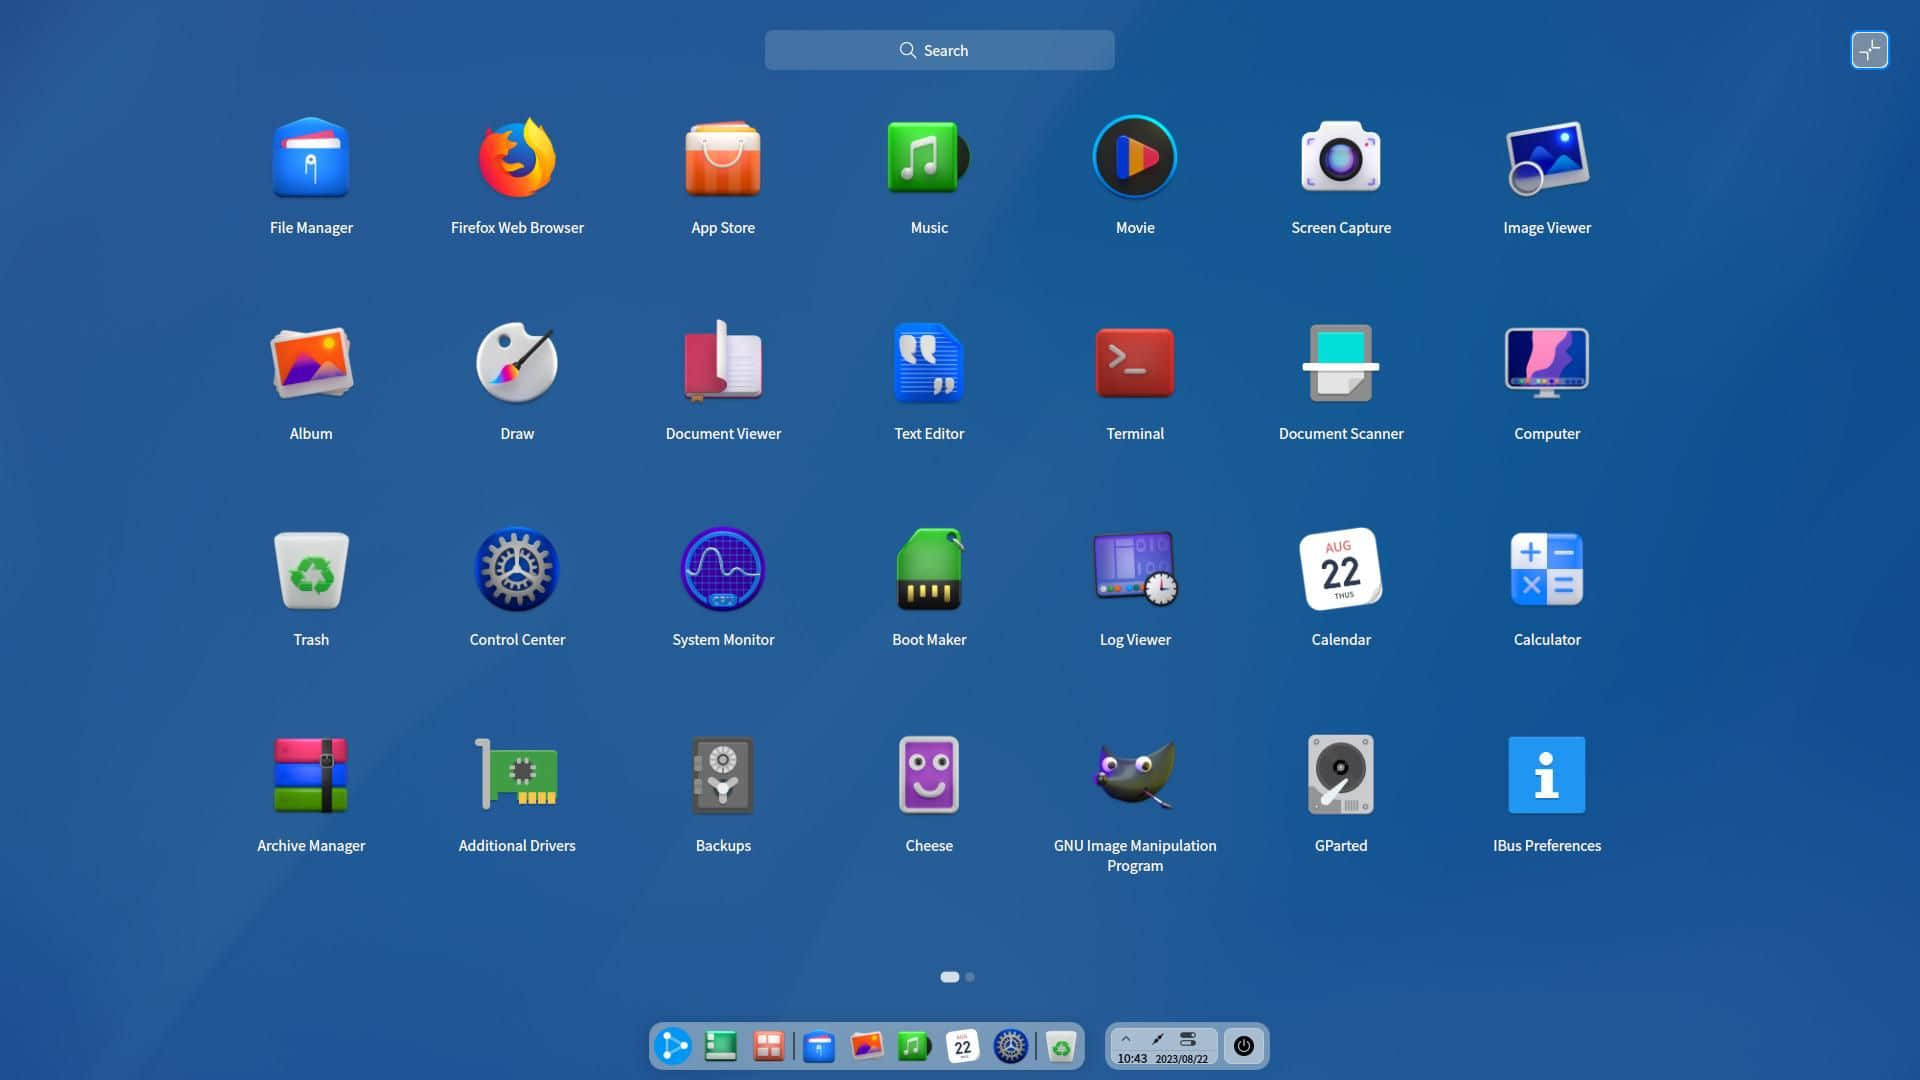 Search
File Manager
Firefox Web Browser
App Store
Music
Movie
Screen Capture
Image Viewer
Album
Draw
Document Viewer
Text Editor
Terminal
Document Scanner
Computer
AUG
22
THUS
Trash
Control Center
System Monitor
Boot Maker
Log Viewer
Calendar
Calculator
Archive Manager
Additional Drivers
Backups
Cheese
GNU Image Manipulation
Program
GParted
IBus Preferences
AUG
22
10:43 2023/08/22